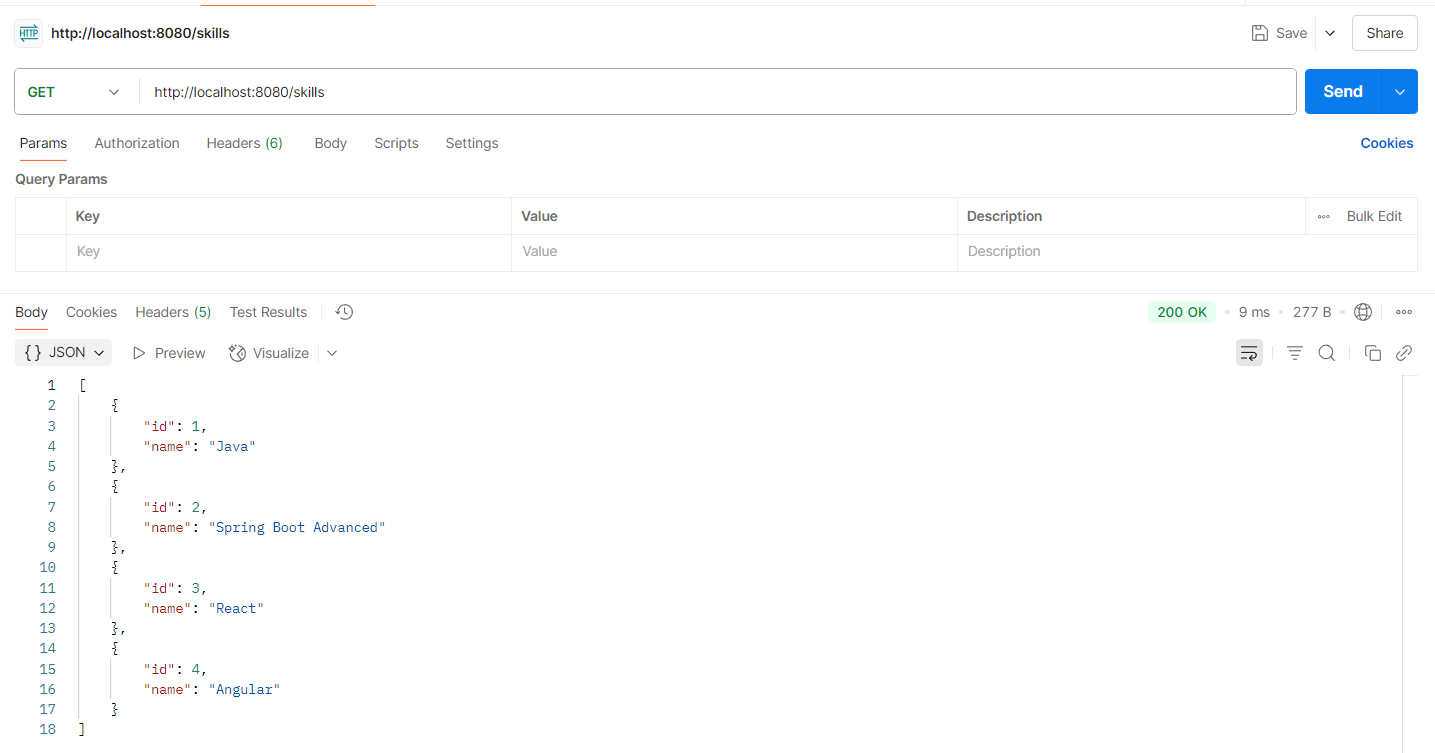 HTTP http://localhost:8080/skills Save Share
GET http://localhost:8080/skills Send
Params Authorization Headers (6) Body Scripts Settings Cookies
Query Params
Key Value Description Bulk Edit
Key Value Description
Body Cookies Headers (5) Test Results 200 OK 9 ms 277 B
{} JSON Preview Visualize
1 [
2 {
3 "id": 1,
4 "name": "Java"
5 },
6 {
7 "id": 2,
8 "name": "Spring Boot Advanced"
9 },
10 {
11 "id": 3,
12 "name": "React"
13 },
14 {
15 "id": 4,
16 "name": "Angular"
17 }
18 ]